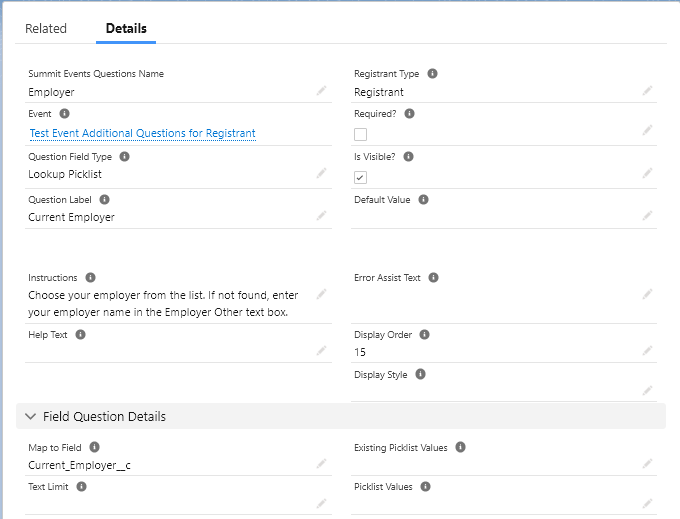 Related Details
Summit Events Questions Name
Employer
Registrant Type
Registrant
Event
Test Event Additional Questions for Registrant
Required?
Question Field Type
Lookup Picklist
Is Visible?
Question Label
Current Employer
Default Value
Instructions
Choose your employer from the list. If not found, enter
your employer name in the Employer Other text box.
Error Assist Text
Help Text
Display Order
15
Display Style
Field Question Details
Map to Field
Current_Employer__c
Existing Picklist Values
Text Limit
Picklist Values